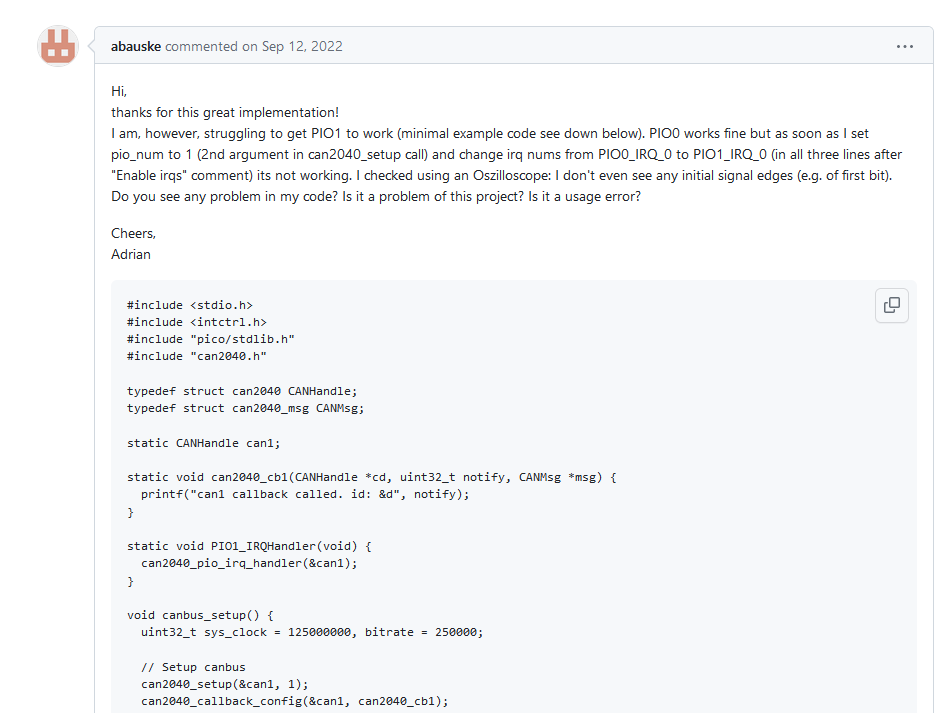 abauske commented on Sep 12, 2022
Hi,
thanks for this great implementation!
I am, however, struggling to get PIO1 to work (minimal example code see down below). PIO0 works fine but as soon as I set
pio_num to 1 (2nd argument in can2040_setup call) and change irq nums from PIO0_IRQ_0 to PIO1_IRQ_0 (in all three lines after
"Enable irqs" comment) its not working. I checked using an Oszilloscope: I don't even see any initial signal edges (e.g. of first bit).
Do you see any problem in my code? Is it a problem of this project? Is it a usage error?
Cheers,
Adrian
#include <stdio.h>
#include <intctrl.h>
#include "pico/stdlib.h"
#include "can2040.h"
typedef struct can2040 CANHandle;
typedef struct can2040_msg CANMsg;
static CANHandle can1;
static void can2040_cb1(CANHandle *cd, uint32_t notify, CANMsg *msg) {
  printf("can1 callback called. id: &d", notify);
}
static void PIO1_IRQHandler(void) {
  can2040_pio_irq_handler(&can1);
}
void canbus_setup() {
  uint32_t sys_clock = 125000000, bitrate = 250000;
  // Setup canbus
  can2040_setup(&can1, 1);
  can2040_callback_config(&can1, can2040_cb1);